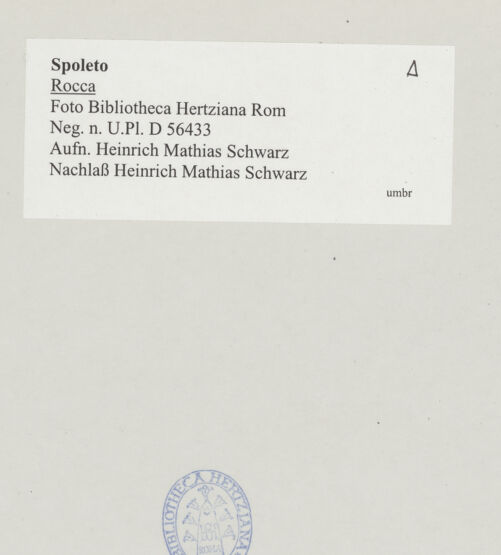 Spoleto
Δ
Rocca
Foto Bibliotheca Hertziana Rom
Neg. n. U.Pl. D 56433
Aufn. Heinrich Mathias Schwarz
Nachlaß Heinrich Mathias Schwarz
umbr
BIBLIOTHECA HERTZIANA
ROMA